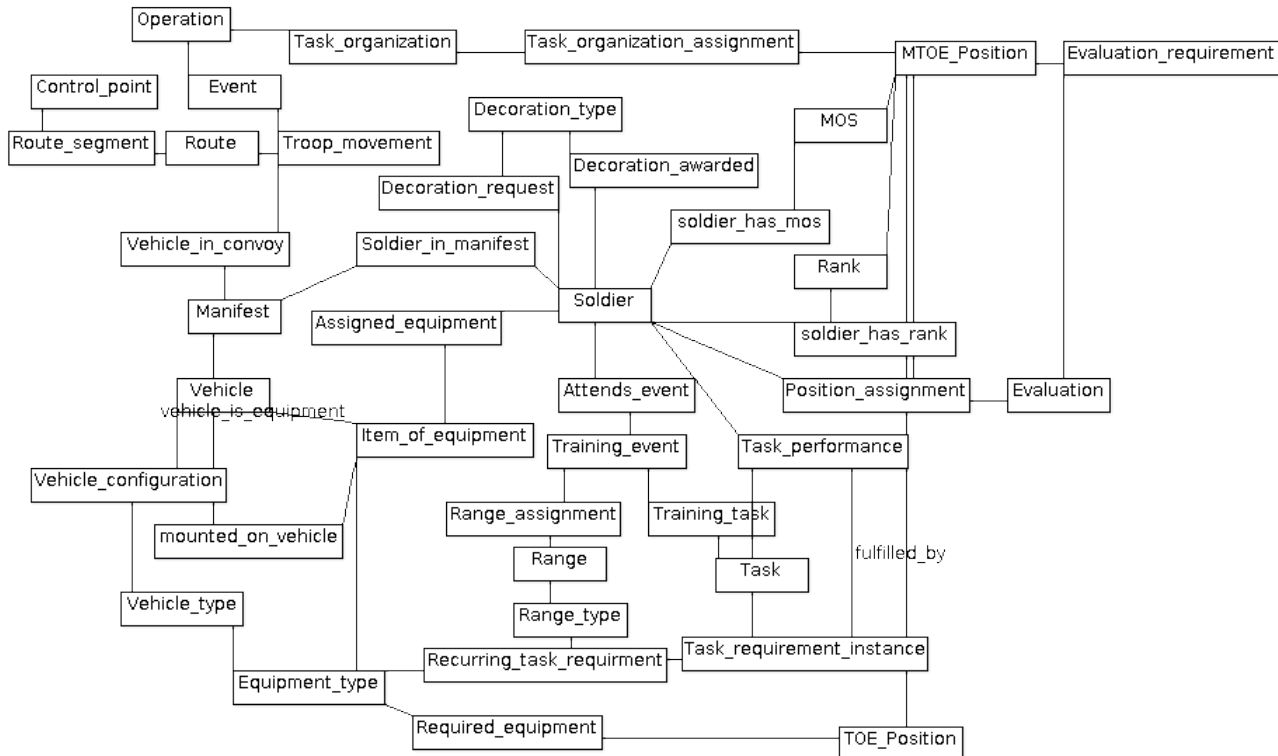 Operation
Task_organization
Task_organization_assignment
MTOE_Position
Evaluation_requirement
Control_point
Event
Decoration_type
MOS
Route_segment
Route
Troop_movement
Decoration_awarded
Decoration_request
soldier_has_mos
Vehicle_in_convoy
Soldier_in_manifest
Rank
Manifest
Soldier
Assigned_equipment
soldier_has_rank
Vehicle
Attends_event
Position_assignment
Evaluation
vehicle_is_equipment
Item_of_equipment
Training_event
Task_performance
Vehicle_configuration
Range_assignment
Training_task
mounted_on_vehicle
Range
fulfilled_by
Task
Vehicle_type
Range_type
Recurring_task_requirment
Task_requirement_instance
Equipment_type
Required_equipment
TOE_Position